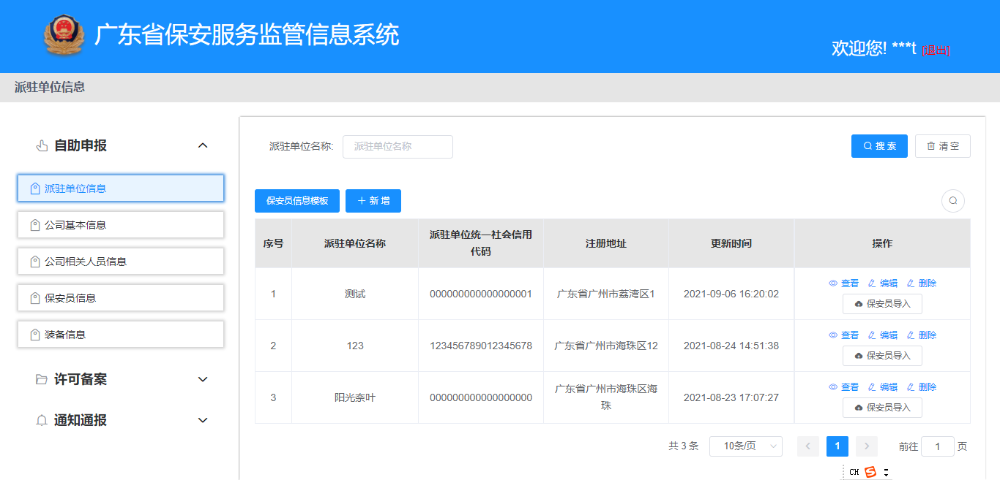 广东省保安服务监管信息系统
欢迎您! ***t [退出]
派驻单位信息
自助申报
派驻单位信息
公司基本信息
公司相关人员信息
保安员信息
装备信息
许可备案
通知通报
派驻单位名称: 派驻单位名称 搜 索 清 空
保安员信息模板 新 增
序号 派驻单位名称 派驻单位统一社会信用 注册地址 更新时间 操作
代码
1 测试 000000000000000001 广东省广州市荔湾区1 2021-09-06 16:20:02 查看 编辑 删除
保安员导入
2 123 123456789012345678 广东省广州市海珠区12 2021-08-24 14:51:38 查看 编辑 删除
保安员导入
3 阳光奈叶 000000000000000000 广东省广州市海珠区海 2021-08-23 17:07:27 查看 编辑 删除
珠 保安员导入
共 3 条 10条/页 1 前往 1 页
CH